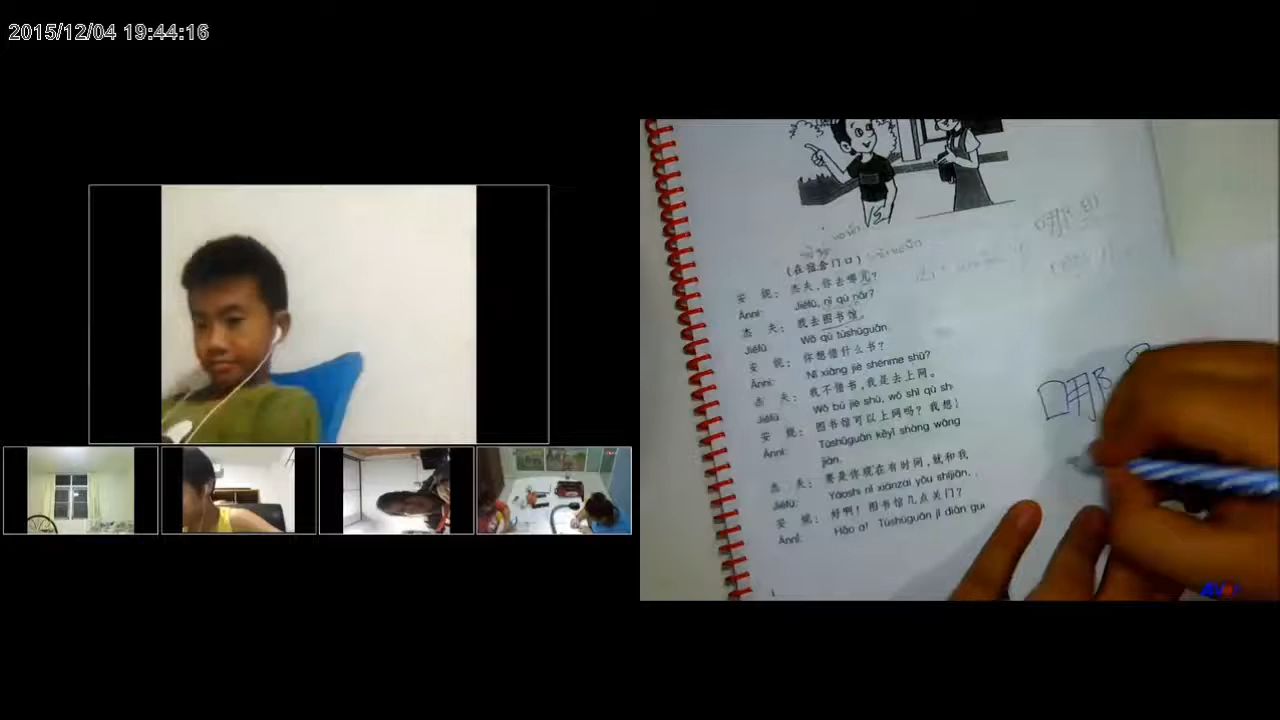 2015/12/04 19:44:16
(在宿舍门口)
安 妮: 杰夫,你去哪儿?
Ānnī: Jiéfū, nǐ qù nǎr?
杰 夫: 我去图书馆。
Jiéfū: Wǒ qù túshūguǎn.
安 妮: 你想借什么书?
Ānnī: Nǐ xiǎng jiè shénme shū?
杰 夫: 我不借书,我是去上网。
Jiéfū: Wǒ bú jiè shū, wǒ shì qù sh
安 妮: 图书馆可以上网吗?我想
Ānnī: Túshūguǎn kěyǐ shàng wǎng
jiàn.
杰 夫: 要是你现在有时间,就和我
Jiéfū: Yàoshi nǐ xiànzài yǒu shíjiān,
安 妮: 好啊!图书馆几点关门?
Ānnī: Hǎo a! Túshūguǎn jǐ diǎn gu
哪